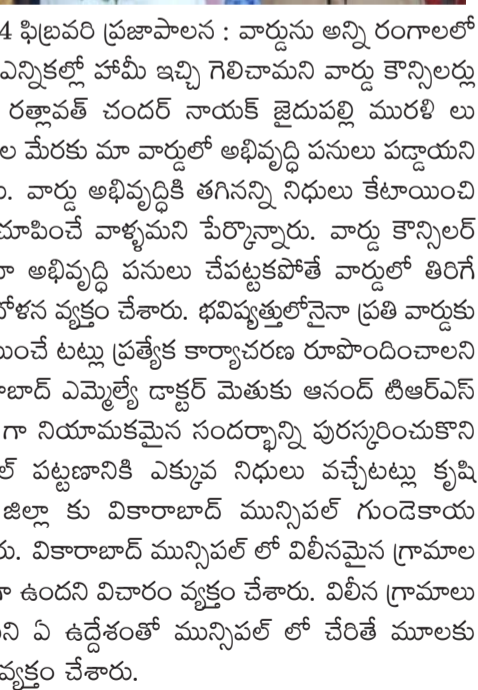 4 ఫిబ్రవరి ప్రజాపాలన : వార్డును అన్ని రంగాలలో
ఎన్నికల్లో హామీ ఇచ్చి గెలిచామని వార్డు కౌన్సిలర్లు
రత్లావత్ చందర్ నాయక్ జైదుపల్లి మురళి లు
ల మేరకు మా వార్డులో అభివృద్ధి పనులు పడ్డాయని
వార్డు అభివృద్ధికి తగినన్ని నిధులు కేటాయించి
చూపించే వాళ్ళమని పేర్కొన్నారు. వార్డు కౌన్సిలర్
అభివృద్ధి పనులు చేపట్టకపోతే వార్డులో తిరిగే
వ్యక్తం చేశారు. భవిష్యత్తులోనైనా ప్రతి వార్డుకు
టట్లు ప్రత్యేక కార్యాచరణ రూపొందించాలని
ఎమ్మెల్యే డాక్టర్ మెతుకు ఆనంద్ టిఆర్ఎస్
గా నియామకమైన సందర్భాన్ని పురస్కరించుకొని
ల్ పట్టణానికి ఎక్కువ నిధులు వచ్చేటట్లు కృషి
జిల్లా కు వికారాబాద్ మున్సిపల్ గుండెకాయ
రు. వికారాబాద్ మున్సిపల్ లో విలీనమైన గ్రామాల
ఉందని విచారం వ్యక్తం చేశారు. విలీన గ్రామాలు
ని ఏ ఉద్దేశంతో మున్సిపల్ లో చేరితే మూలకు
వ్యక్తం చేశారు.